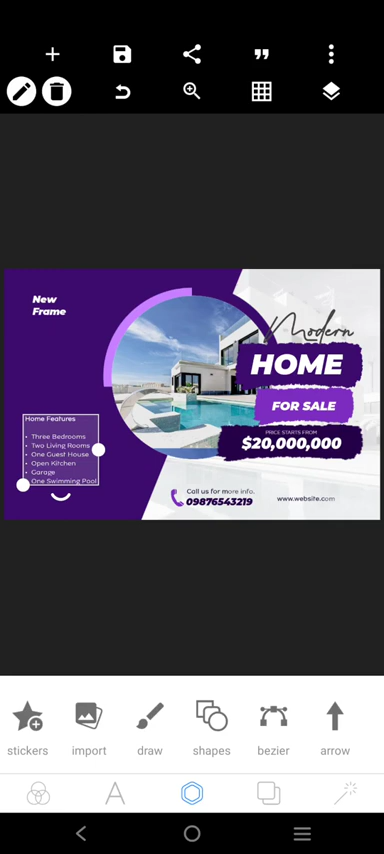 New
Frame
Modern
HOME
FOR SALE
PRICE STARTS FROM
$20,000,000
Home Features
• Three Bedrooms
• Two Living Rooms
• One Guest House
• Open Kitchen
• Garage
• One Swimming Pool
Call us for more info.
09876543219
www.website.com
stickers
import
draw
shapes
bezier
arrow